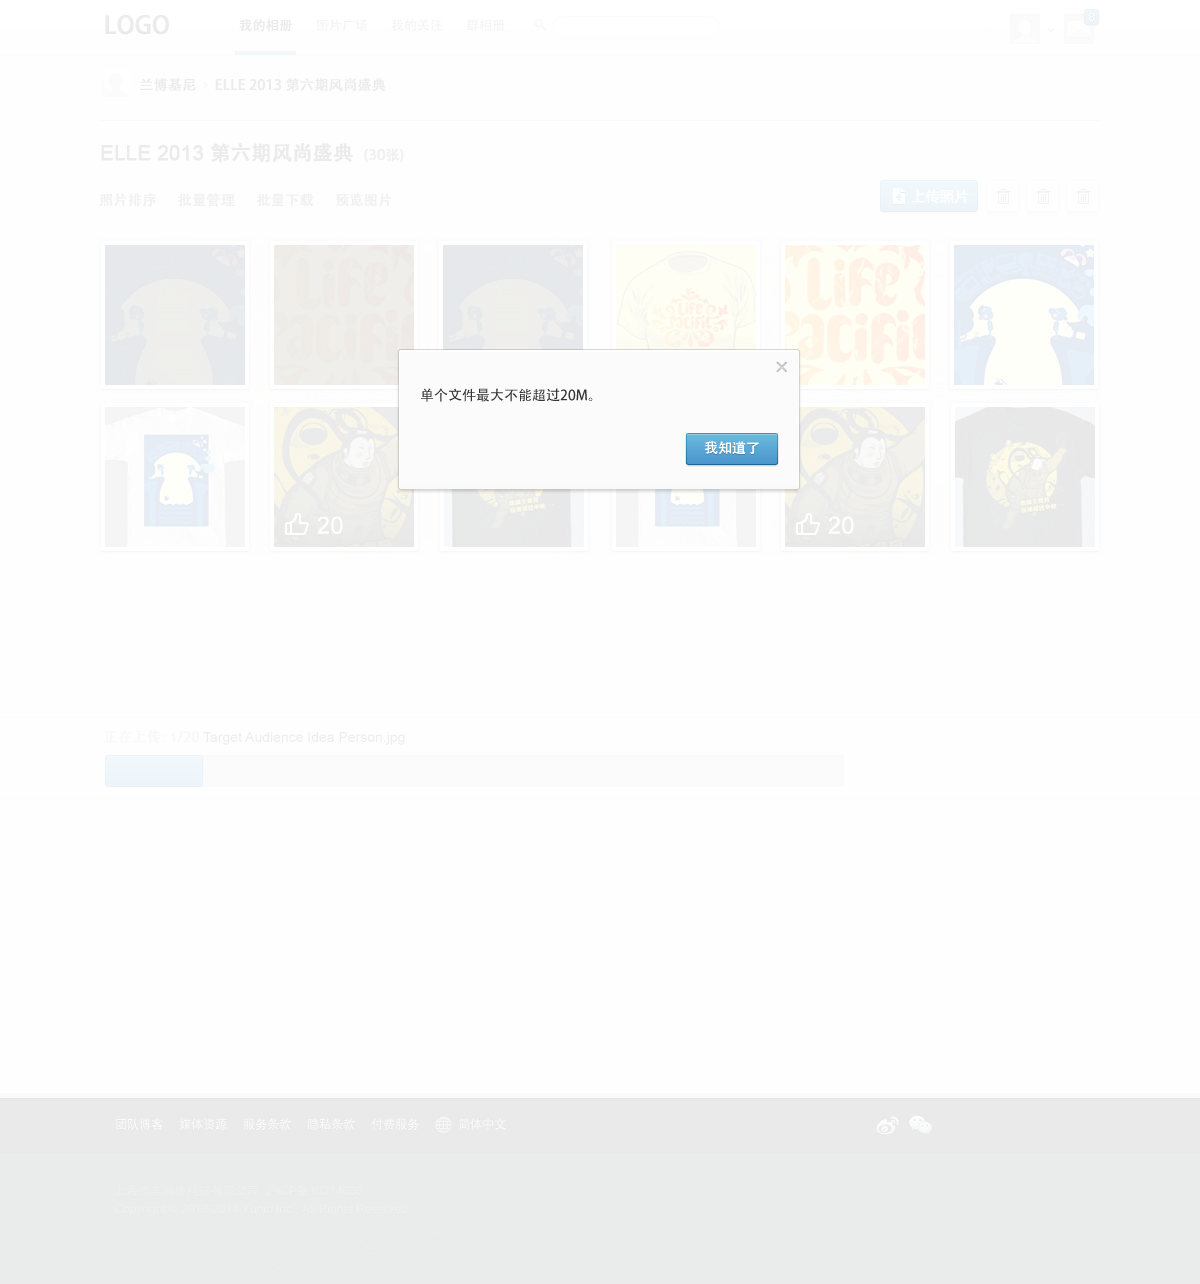 LOGO 我的相册 图片广场 我的关注 群相册
兰博基尼 > ELLE 2013 第六期风尚盛典
ELLE 2013 第六期风尚盛典 (30张)
照片排序 批量管理 批量下载 预览图片 上传照片
Life Life Life
Pacific Pacific Pacific
单个文件最大不能超过20M。
我知道了
20 20
正在上传 1/20 Target Audience Idea Person.jpg
团队博客 媒体资源 服务条款 隐私条款 付费服务 简体中文